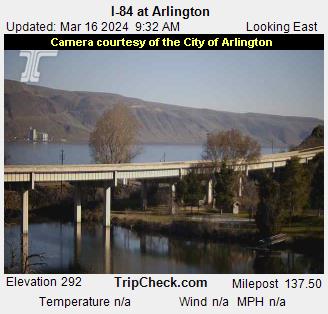 I-84 at Arlington
Updated: Mar 16 2024 9:32 AM Looking East
Camera courtesy of the City of Arlington
Elevation 292 TripCheck.com Milepost 137.50
Temperature n/a Wind n/a MPH n/a